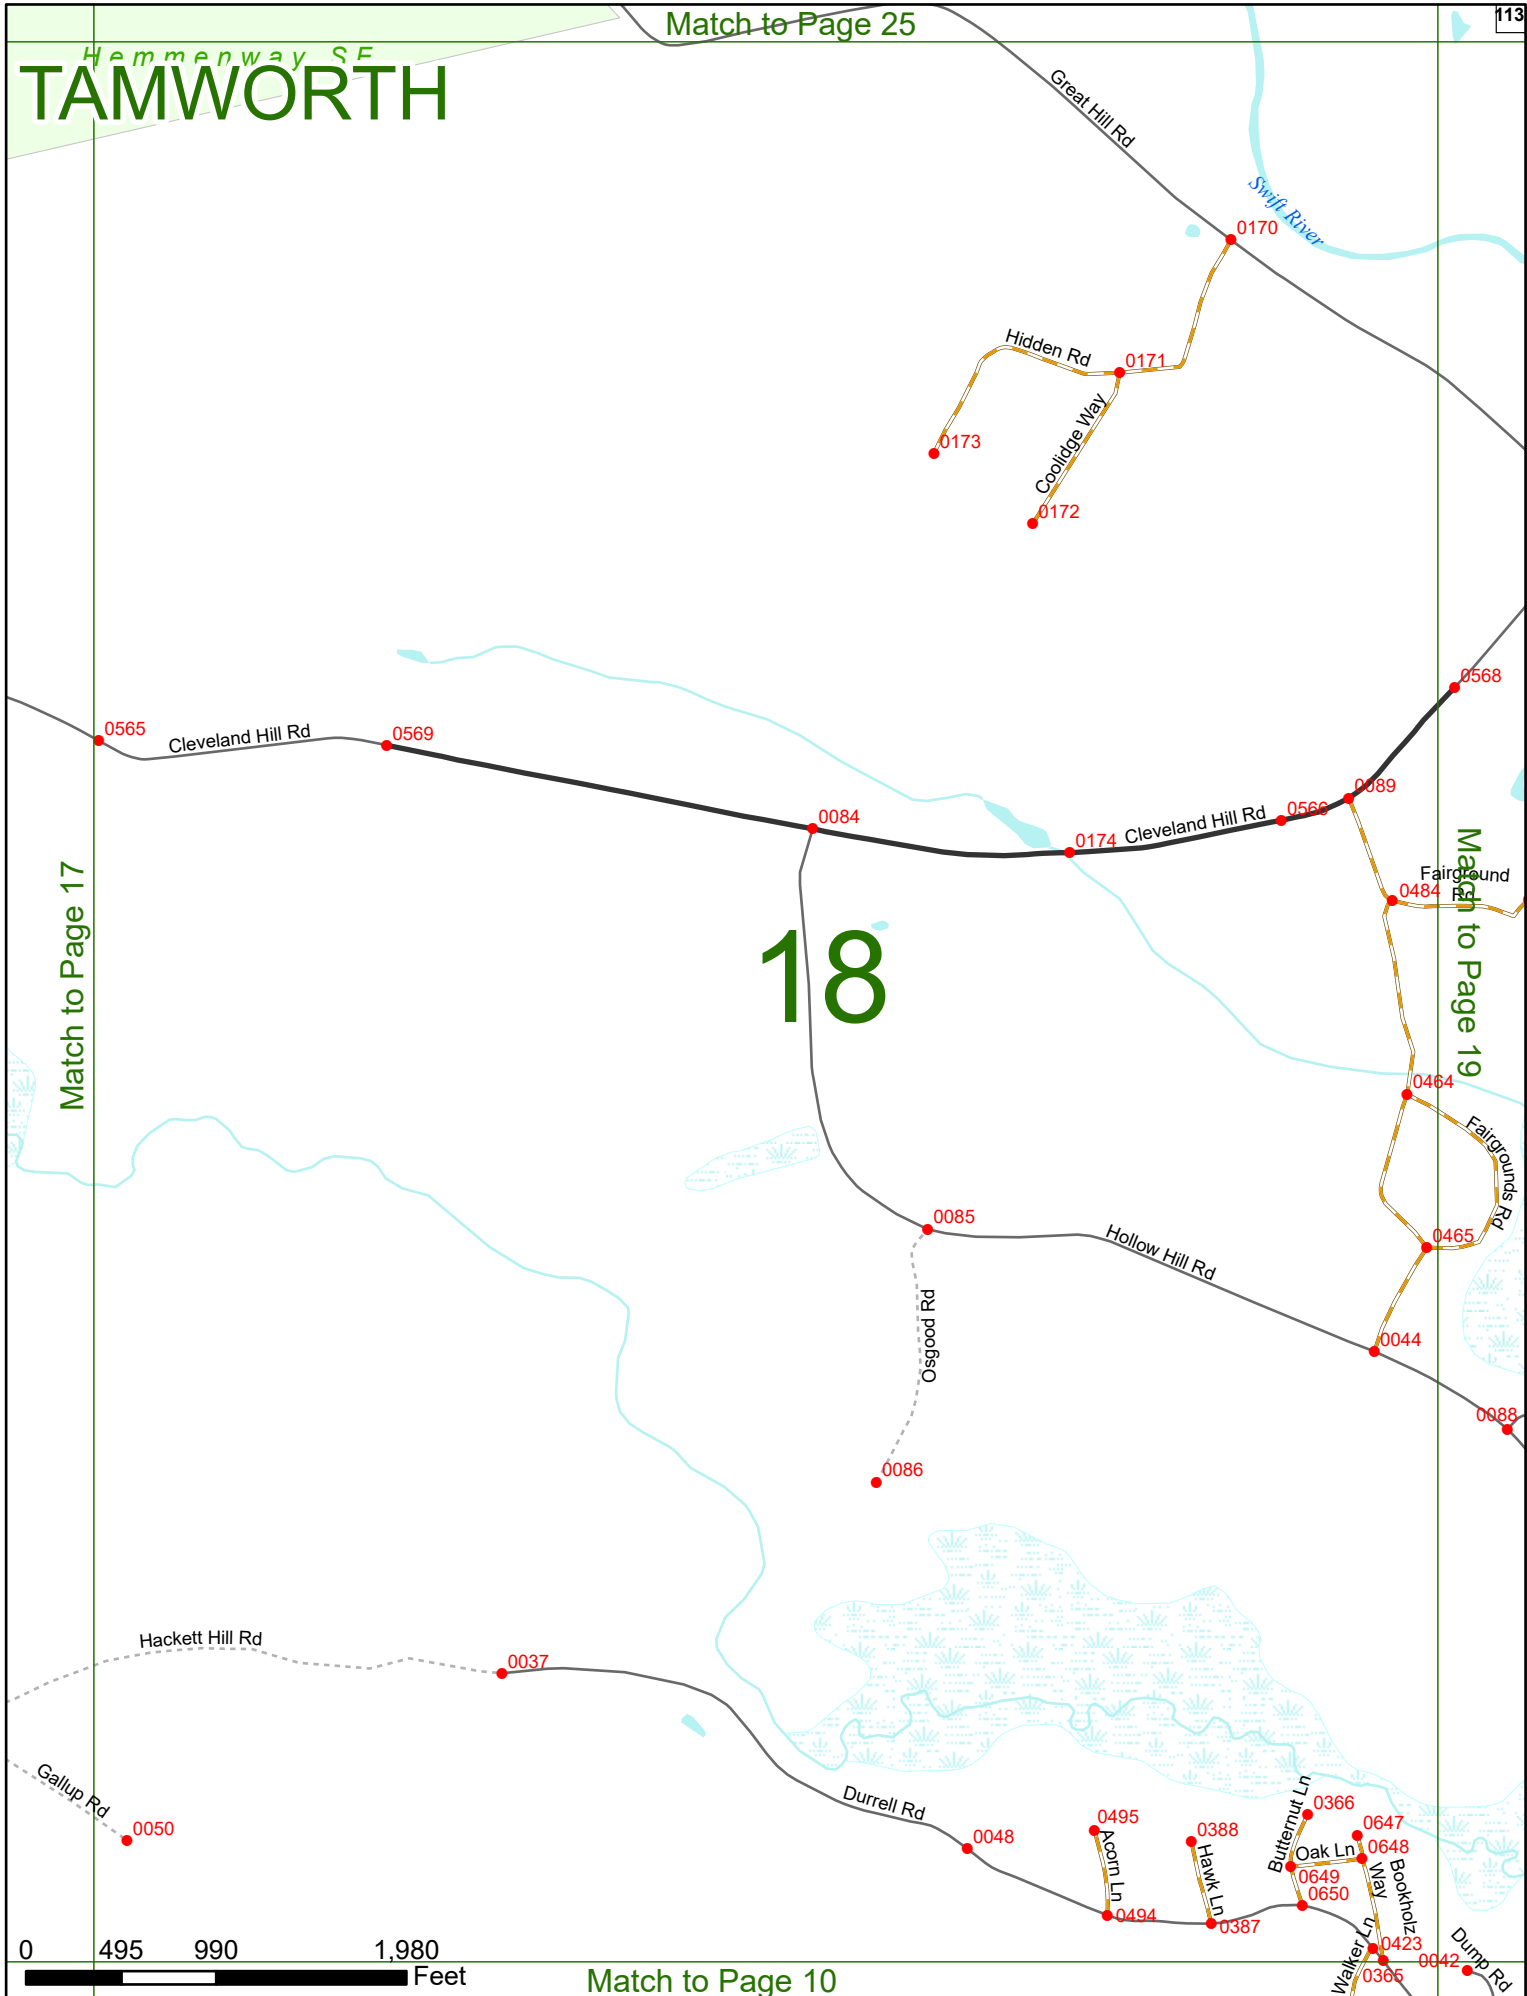 Match to Page 25
113
Hemmenway SF
TAMWORTH
Great Hill Rd
Swift River
0170
Hidden Rd
0171
Coolidge Way
0173
0172
0568
0565
Cleveland Hill Rd
0569
0089
0084
0566
Cleveland Hill Rd
0174
Match to Page 17
Match to Page 19
Fairground
Rd
0484
18
0464
Fairgrounds Rd
0085
Hollow Hill Rd
0465
Osgood Rd
0044
0088
0086
Hackett Hill Rd
0037
Gallup Rd
0050
Durrell Rd
0048
0495
Acorn Ln
0388
Hawk Ln
Butternut Ln
0366
0647
Oak Ln
0648
0649
Bookholz
Way
0650
0494
0387
Walker Ln
0423
0042
0365
Dump Rd
0 495 990 1,980
Feet
Match to Page 10